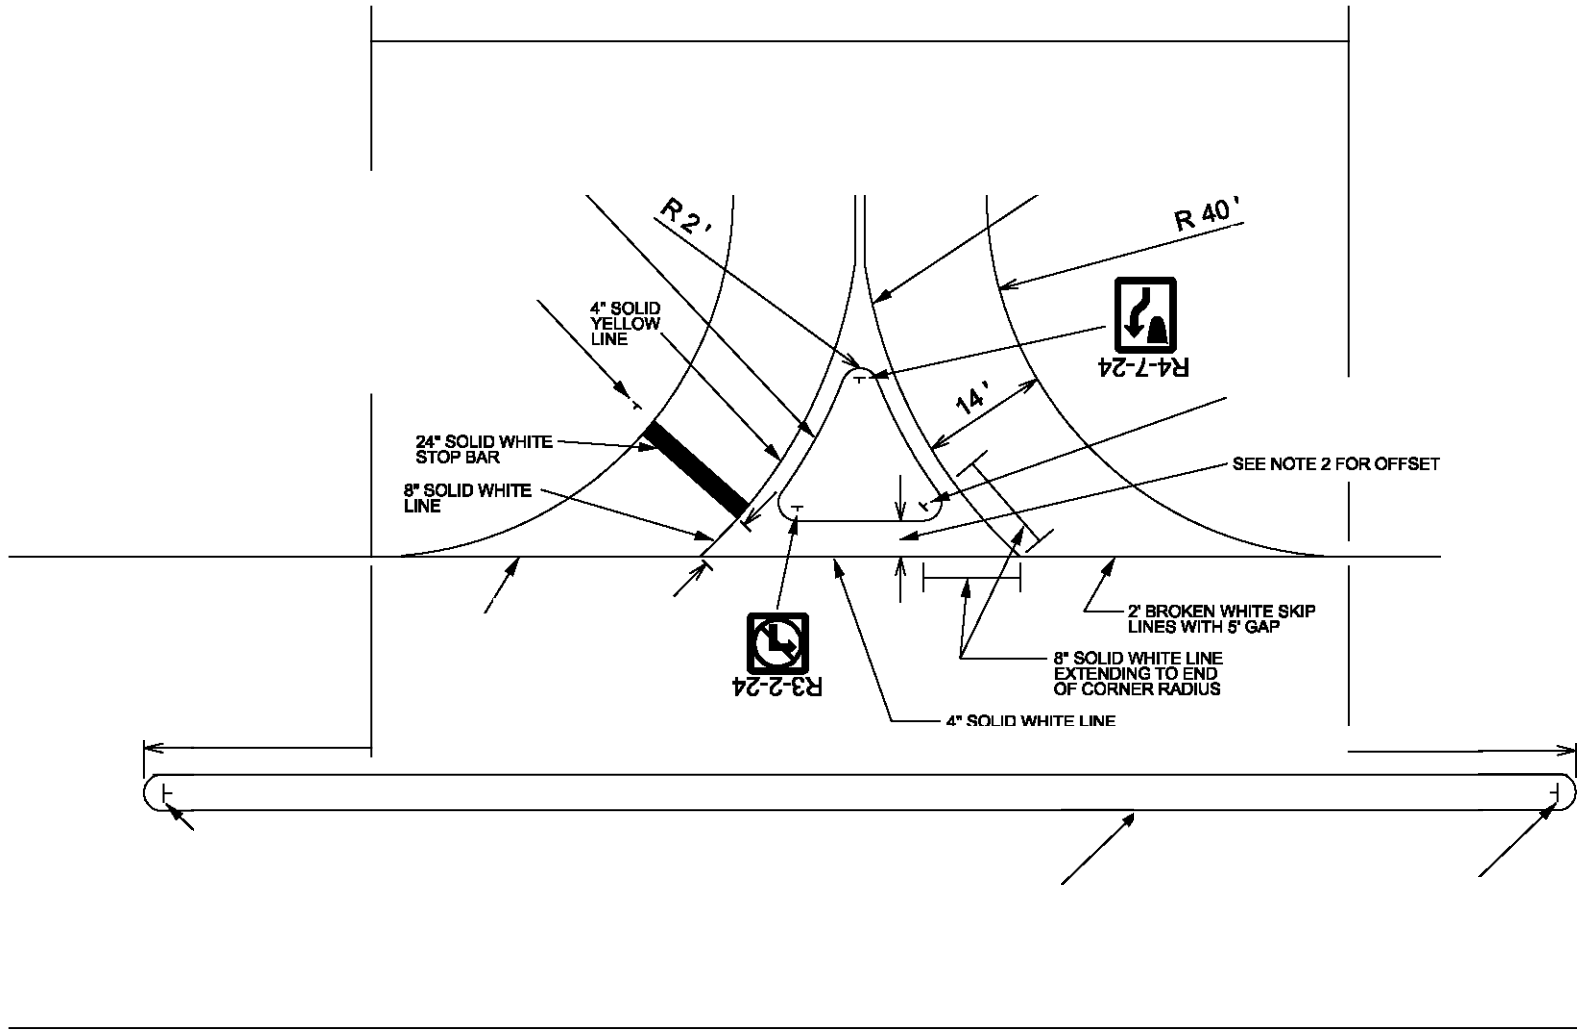 R 2 '
R 40 '
4" SOLID
YELLOW
LINE
R4-7-24
14 '
24" SOLID WHITE
STOP BAR
SEE NOTE 2 FOR OFFSET
8" SOLID WHITE
LINE
2' BROKEN WHITE SKIP
LINES WITH 5' GAP
8" SOLID WHITE LINE
EXTENDING TO END
OF CORNER RADIUS
R3-2-24
4" SOLID WHITE LINE